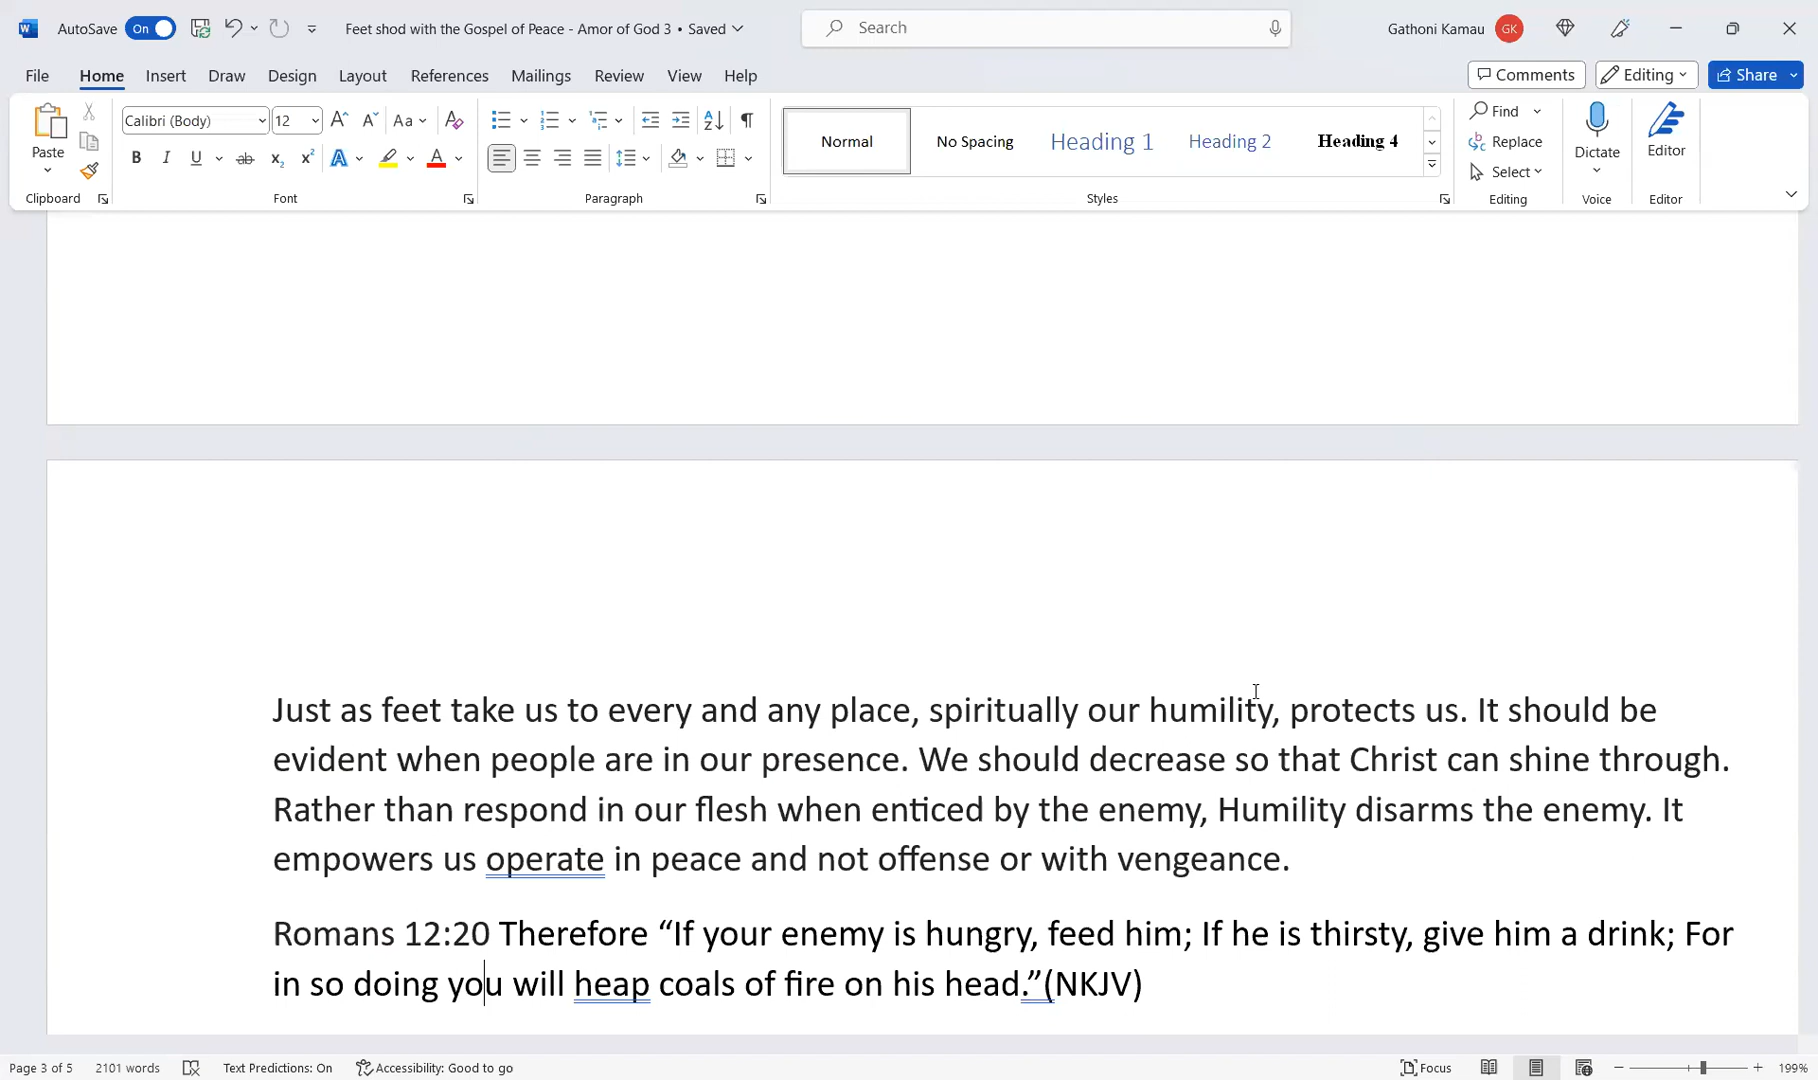 AutoSave On Feet shod with the Gospel of Peace - Amor of God 3 • Saved Search Gathoni Kamau GK
File Home Insert Draw Design Layout References Mailings Review View Help Comments Editing Share
Paste Calibri (Body) 12 Aa Normal No Spacing Heading 1 Heading 2 Heading 4 Find Replace Select Dictate Editor
Clipboard Font Paragraph Styles Editing Voice Editor
Just as feet take us to every and any place, spiritually our humility, protects us. It should be
evident when people are in our presence. We should decrease so that Christ can shine through.
Rather than respond in our flesh when enticed by the enemy, Humility disarms the enemy. It
empowers us operate in peace and not offense or with vengeance.
Romans 12:20 Therefore “If your enemy is hungry, feed him; If he is thirsty, give him a drink; For
in so doing you will heap coals of fire on his head.”(NKJV)
Page 3 of 5 2101 words Text Predictions: On Accessibility: Good to go Focus 199%